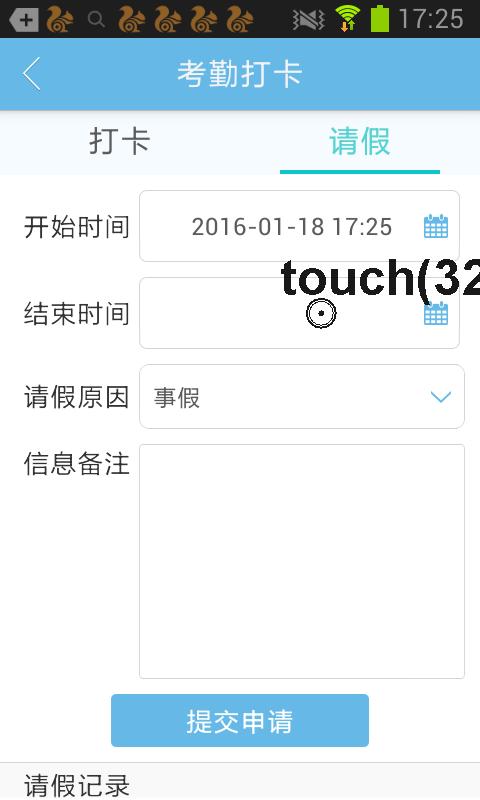 17:25
考勤打卡
打卡
请假
开始时间
2016-01-18 17:25
touch(32
结束时间
请假原因
事假
信息备注
提交申请
请假记录